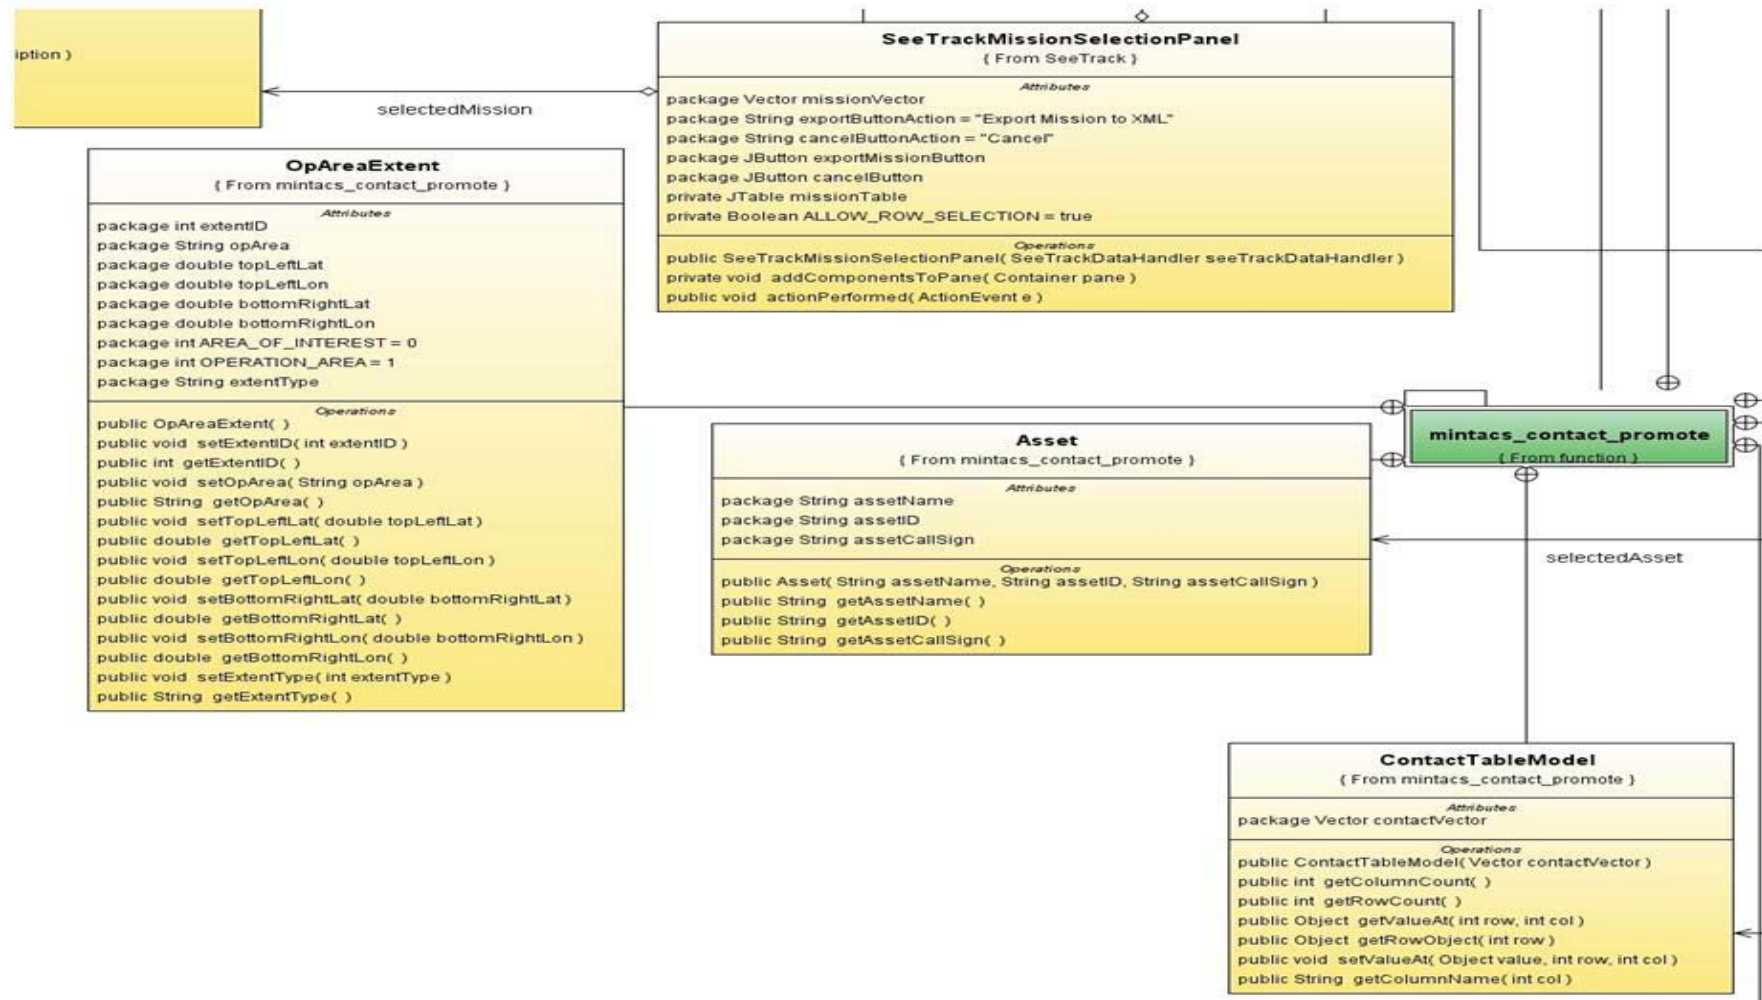 iption )
selectedMission
SeeTrackMissionSelectionPanel
{ From SeeTrack }
Attributes
package Vector missionVector
package String exportButtonAction = "Export Mission to XML"
package String cancelButtonAction = "Cancel"
package JButton exportMissionButton
package JButton cancelButton
private JTable missionTable
private Boolean ALLOW_ROW_SELECTION = true
Operations
public SeeTrackMissionSelectionPanel( SeeTrackDataHandler seeTrackDataHandler )
private void addComponentsToPane( Container pane )
public void actionPerformed( ActionEvent e )
OpAreaExtent
{ From mintacs_contact_promote }
Attributes
package int extentID
package String opArea
package double topLeftLat
package double topLeftLon
package double bottomRightLat
package double bottomRightLon
package int AREA_OF_INTEREST = 0
package int OPERATION_AREA = 1
package String extentType
Operations
public OpAreaExtent( )
public void setExtentID( int extentID )
public int getExtentID( )
public void setOpArea( String opArea )
public String getOpArea( )
public void setTopLeftLat( double topLeftLat )
public double getTopLeftLat( )
public void setTopLeftLon( double topLeftLon )
public double getTopLeftLon( )
public void setBottomRightLat( double bottomRightLat )
public double getBottomRightLat( )
public void setBottomRightLon( double bottomRightLon )
public double getBottomRightLon( )
public void setExtentType( int extentType )
public String getExtentType( )
mintacs_contact_promote
{ From function }
Asset
{ From mintacs_contact_promote }
Attributes
package String assetName
package String assetID
package String assetCallSign
Operations
public Asset( String assetName, String assetID, String assetCallSign )
public String getAssetName( )
public String getAssetID( )
public String getAssetCallSign( )
selectedAsset
ContactTableModel
{ From mintacs_contact_promote }
Attributes
package Vector contactVector
Operations
public ContactTableModel( Vector contactVector )
public int getColumnCount( )
public int getRowCount( )
public Object getValueAt( int row, int col )
public Object getRowObject( int row )
public void setValueAt( Object value, int row, int col )
public String getColumnName( int col )